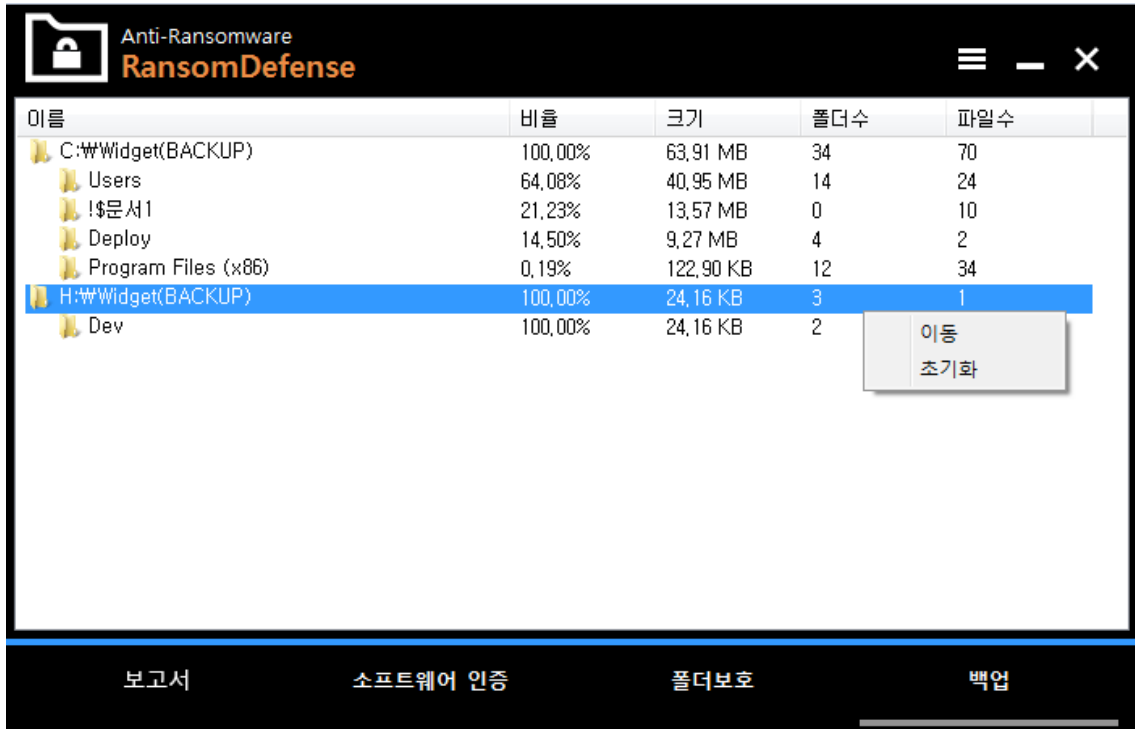 Anti-Ransomware
RansomDefense
이름 비율 크기 폴더수 파일수
C:₩Widget(BACKUP) 100,00% 63,91 MB 34 70
Users 64,08% 40,95 MB 14 24
!$문서1 21,23% 13,57 MB 0 10
Deploy 14,50% 9,27 MB 4 2
Program Files (x86) 0,19% 122,90 KB 12 34
H:₩Widget(BACKUP) 100,00% 24,16 KB 3 1
Dev 100,00% 24,16 KB 2
이동
초기화
보고서 소프트웨어 인증 폴더보호 백업